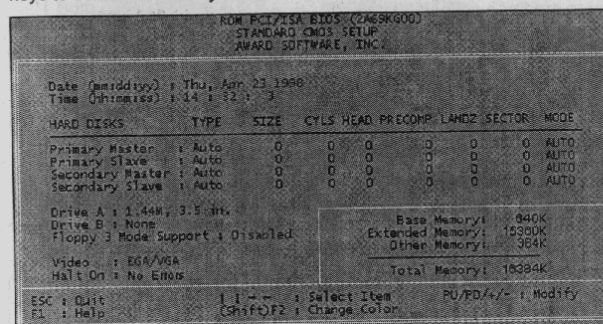 ROM PCI/ISA BIOS (2A69KG00)
STANDARD CMOS SETUP
AWARD SOFTWARE, INC.
Date (mm:dd:yy) : Thu, Apr 23 1998
Time (hh:mm:ss) : 14 : 32 : 3
HARD DISKS TYPE SIZE CYLS HEAD PRECOMP LANDZ SECTOR MODE
Primary Master : Auto 0 0 0 0 0 0 AUTO
Primary Slave : Auto 0 0 0 0 0 0 AUTO
Secondary Master : Auto 0 0 0 0 0 0 AUTO
Secondary Slave : Auto 0 0 0 0 0 0 AUTO
Drive A : 1.44M, 3.5 in.
Drive B : None
Floppy 3 Mode Support : Disabled
Video : EGA/VGA
Halt On : No Errors
Base Memory: 640K
Extended Memory: 15360K
Other Memory: 384K
Total Memory: 16384K
ESC : Quit
F1 : Help
: Select Item
(Shift)F2 : Change Color
PU/PD/+/- : Modify